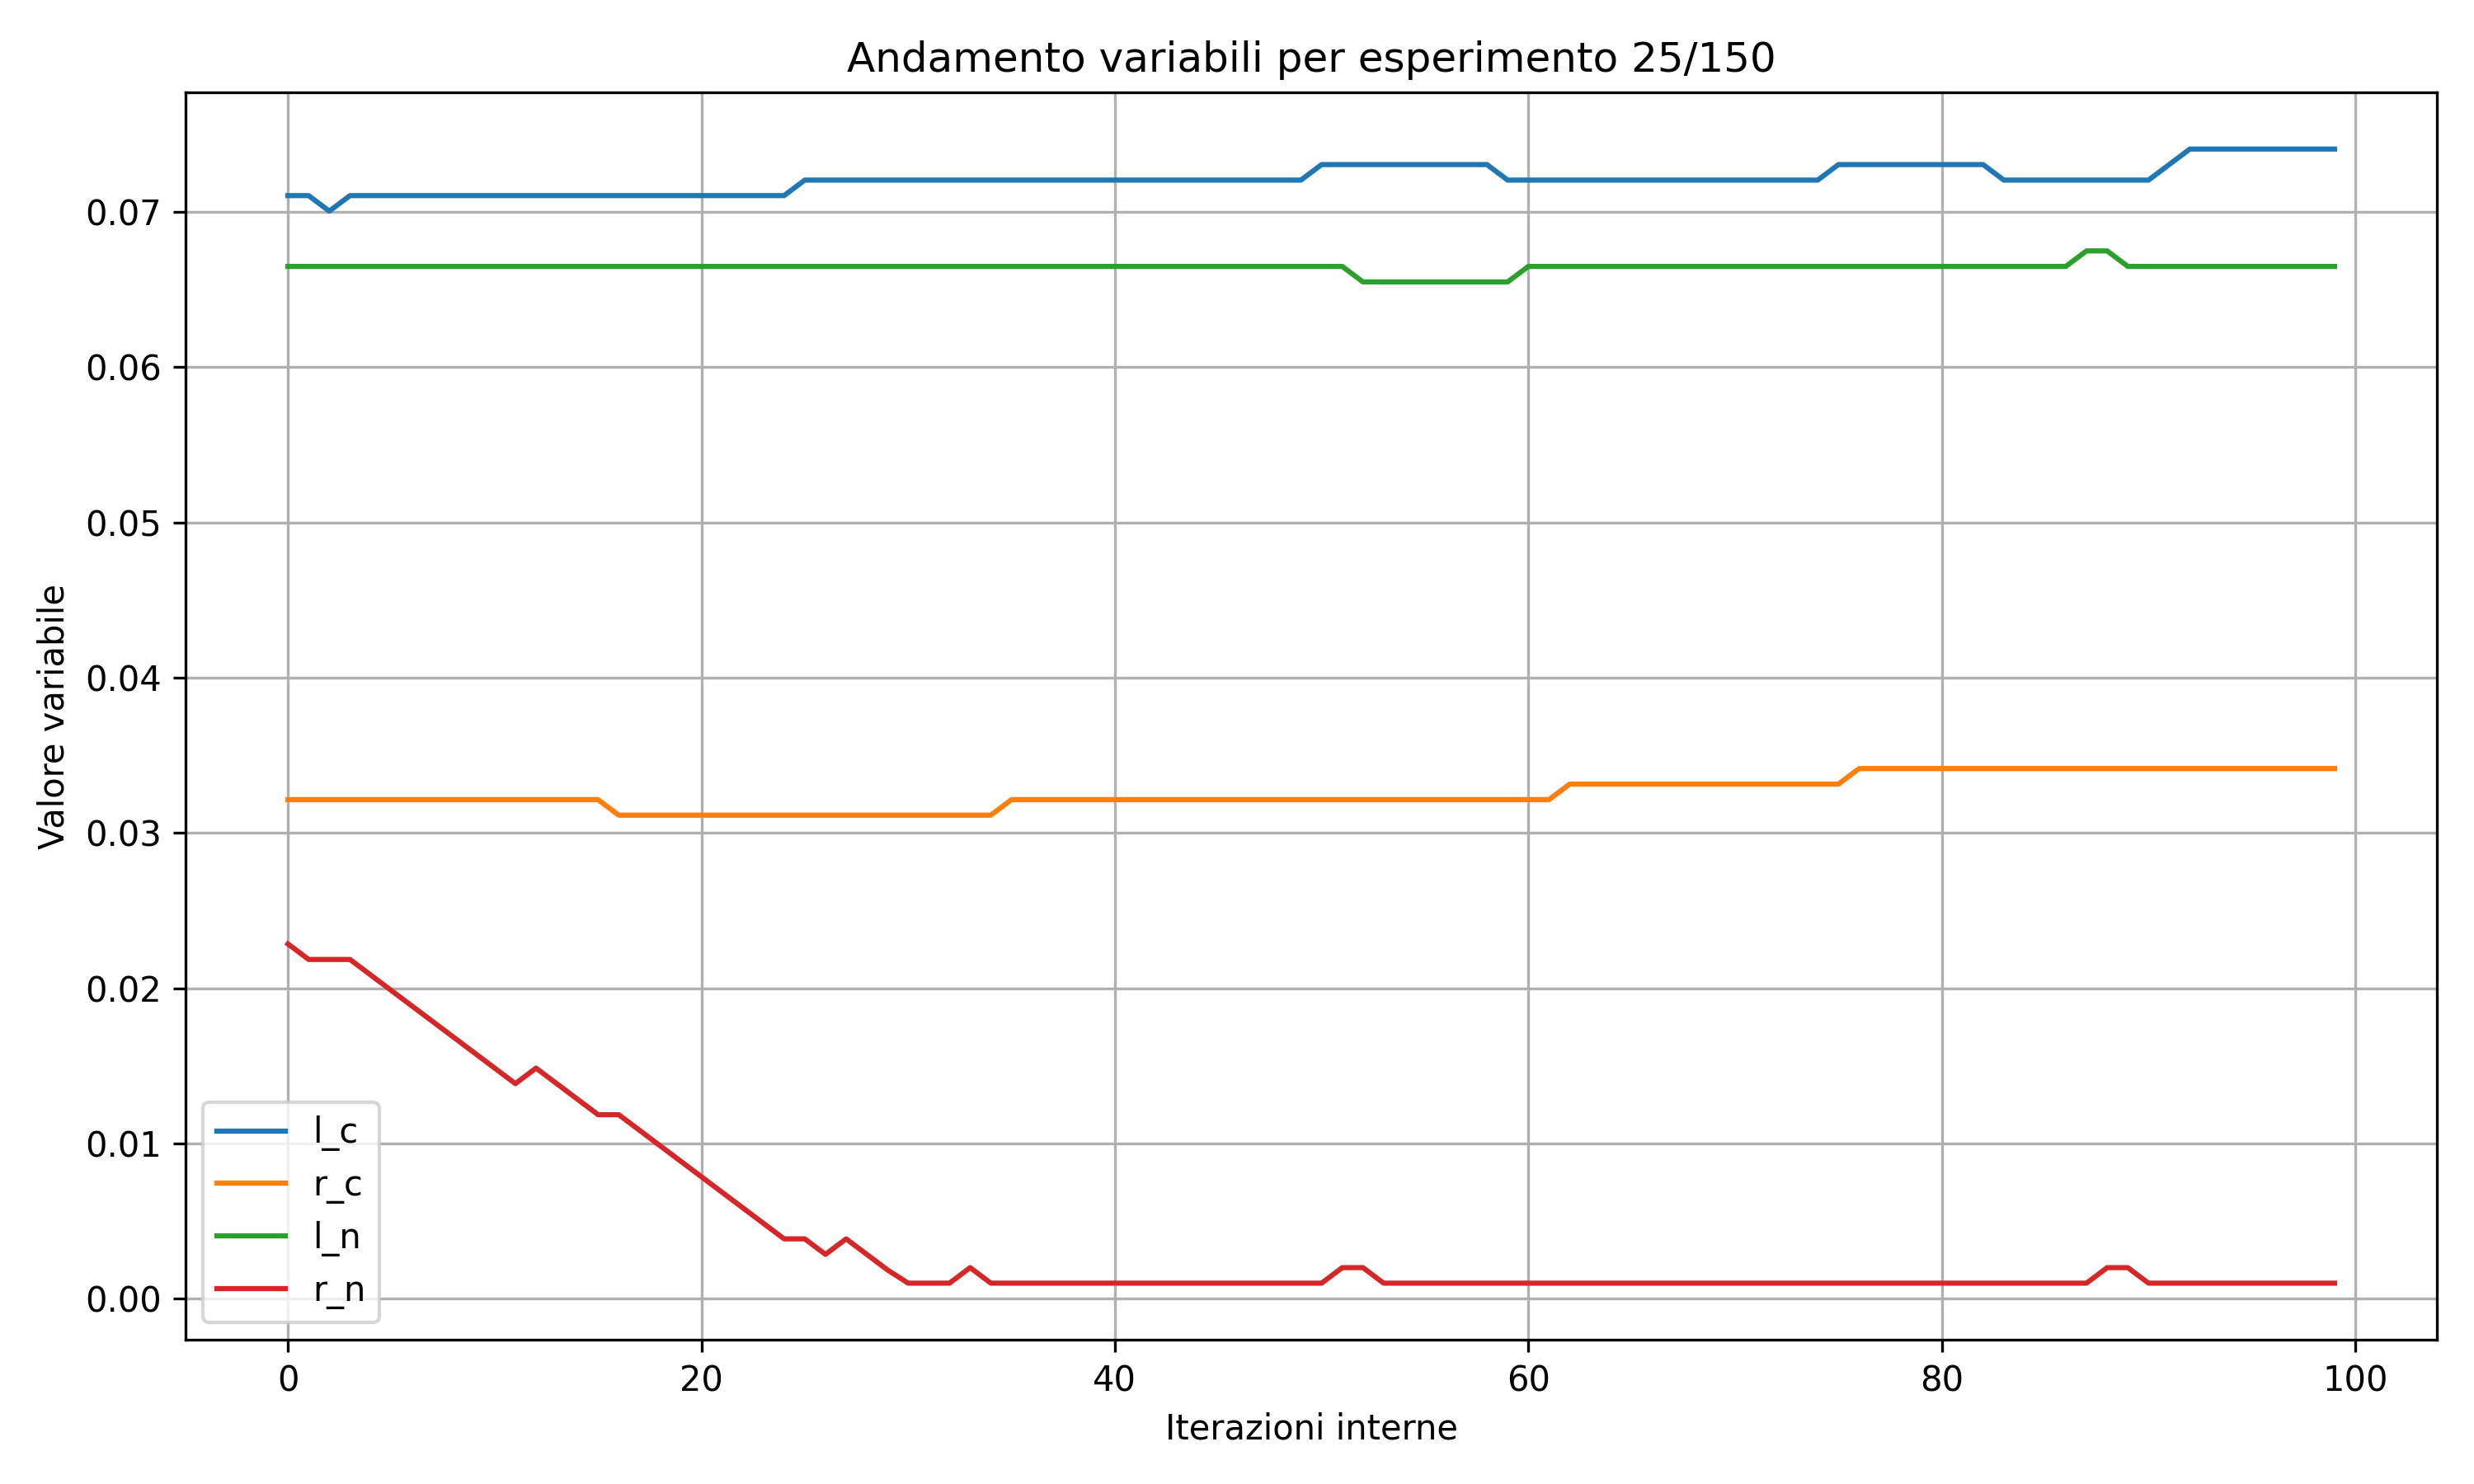 Andamento variabili per esperimento 25/150
Valore variabile
0.07
0.06
0.05
0.04
0.03
0.02
0.01
0.00
l_c
r_c
l_n
r_n
0 20 40 60 80 100
Iterazioni interne